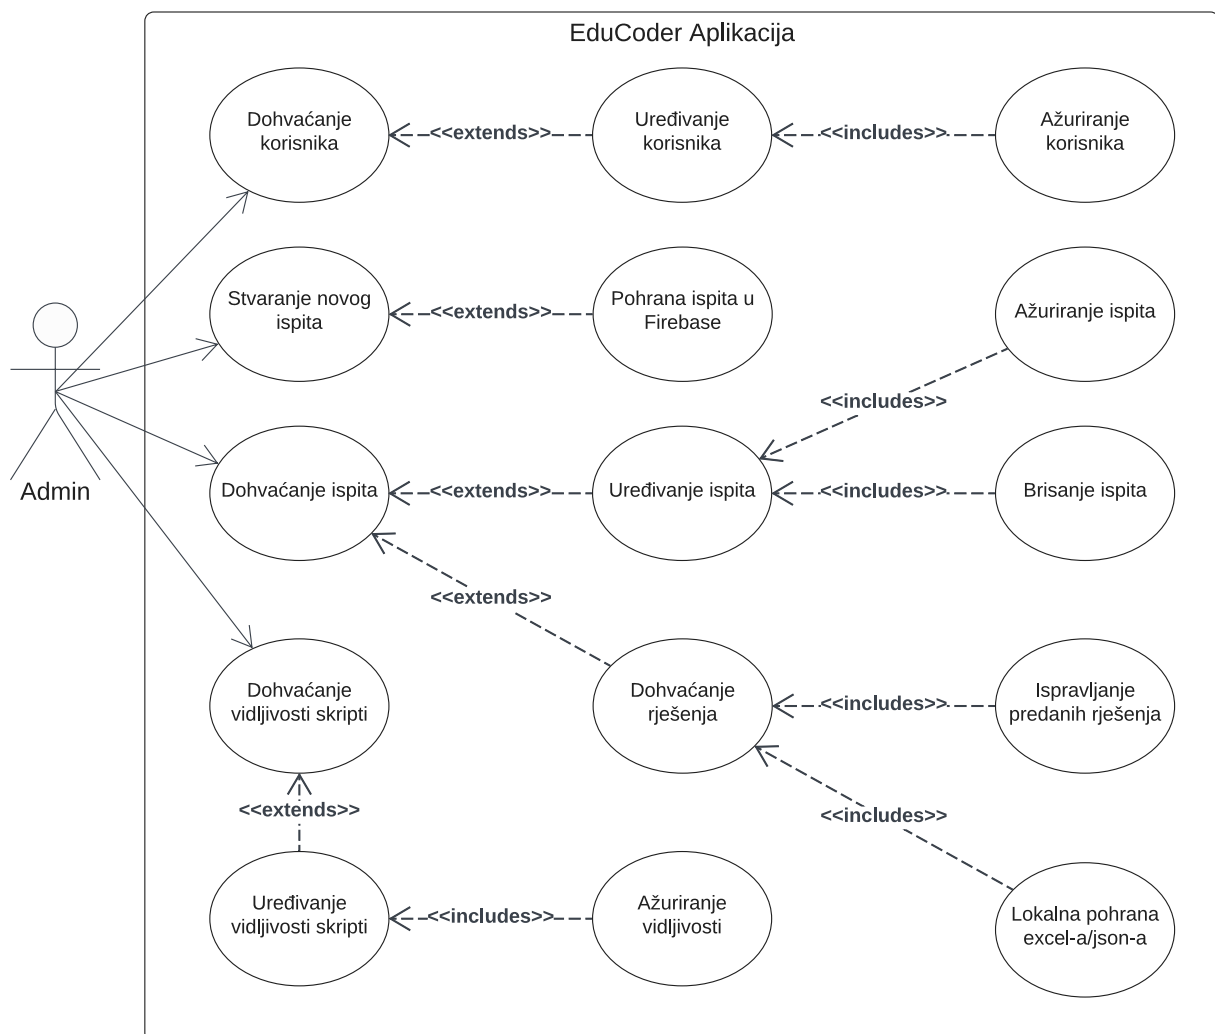 EduCoder Aplikacija
Dohvaćanje
korisnika
<<extends>>
Uređivanje
korisnika
<<includes>>
Ažuriranje
korisnika
Stvaranje novog
ispita
<<extends>>
Pohrana ispita u
Firebase
Ažuriranje ispita
<<includes>>
Admin
Dohvaćanje ispita
<<extends>>
Uređivanje ispita
<<includes>>
Brisanje ispita
<<extends>>
Dohvaćanje
vidljivosti skripti
Dohvaćanje
rješenja
<<includes>>
Ispravljanje
predanih rješenja
<<extends>>
<<includes>>
Uređivanje
vidljivosti skripti
<<includes>>
Ažuriranje
vidljivosti
Lokalna pohrana
excel-a/json-a